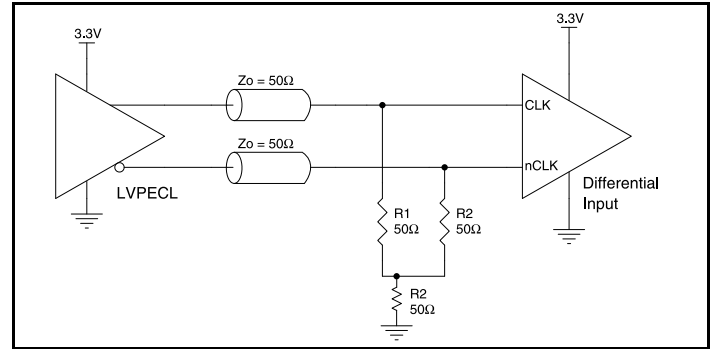 3.3V
3.3V
Zo = 50Ω
CLK
Zo = 50Ω
nCLK
LVPECL
Differential
Input
R1
50Ω
R2
50Ω
R2
50Ω